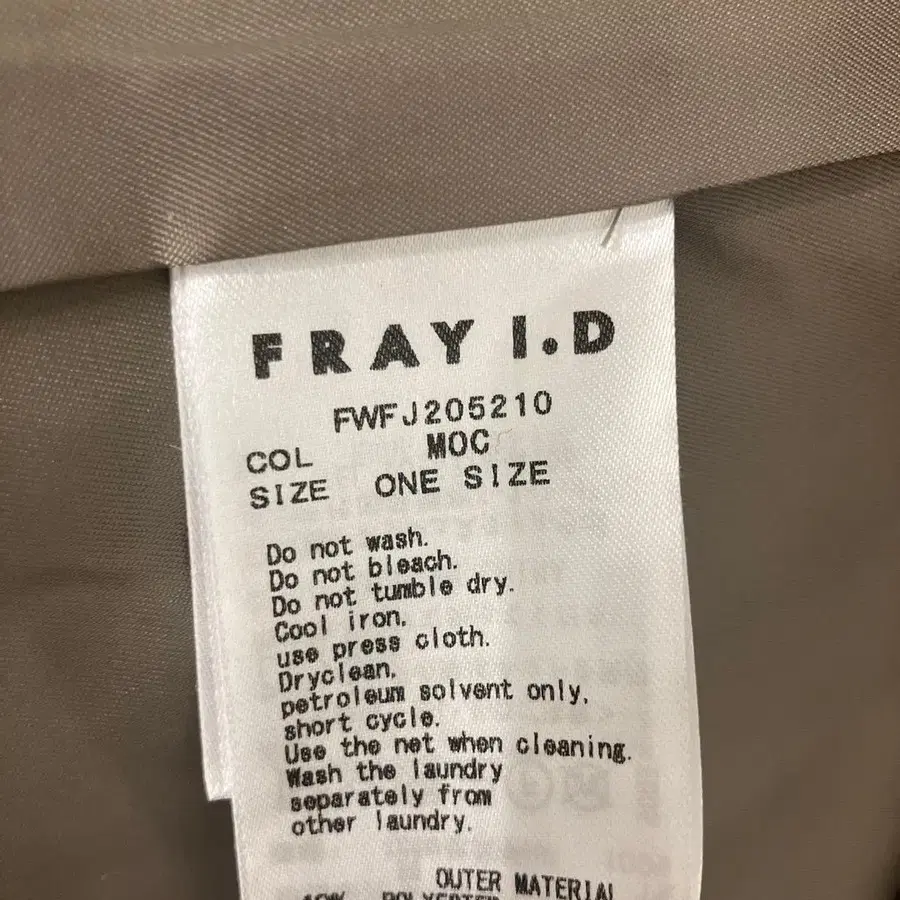 FRAY I.D
FWFJ205210
COL MOC
SIZE ONE SIZE
Do not wash.
Do not bleach.
Do not tumble dry.
Cool iron.
use press cloth.
Dryclean.
petroleum solvent only,
short cycle.
Use the net when cleaning.
Wash the laundry
separately from
other laundry.
OUTER MATERIAL
POLYESTER